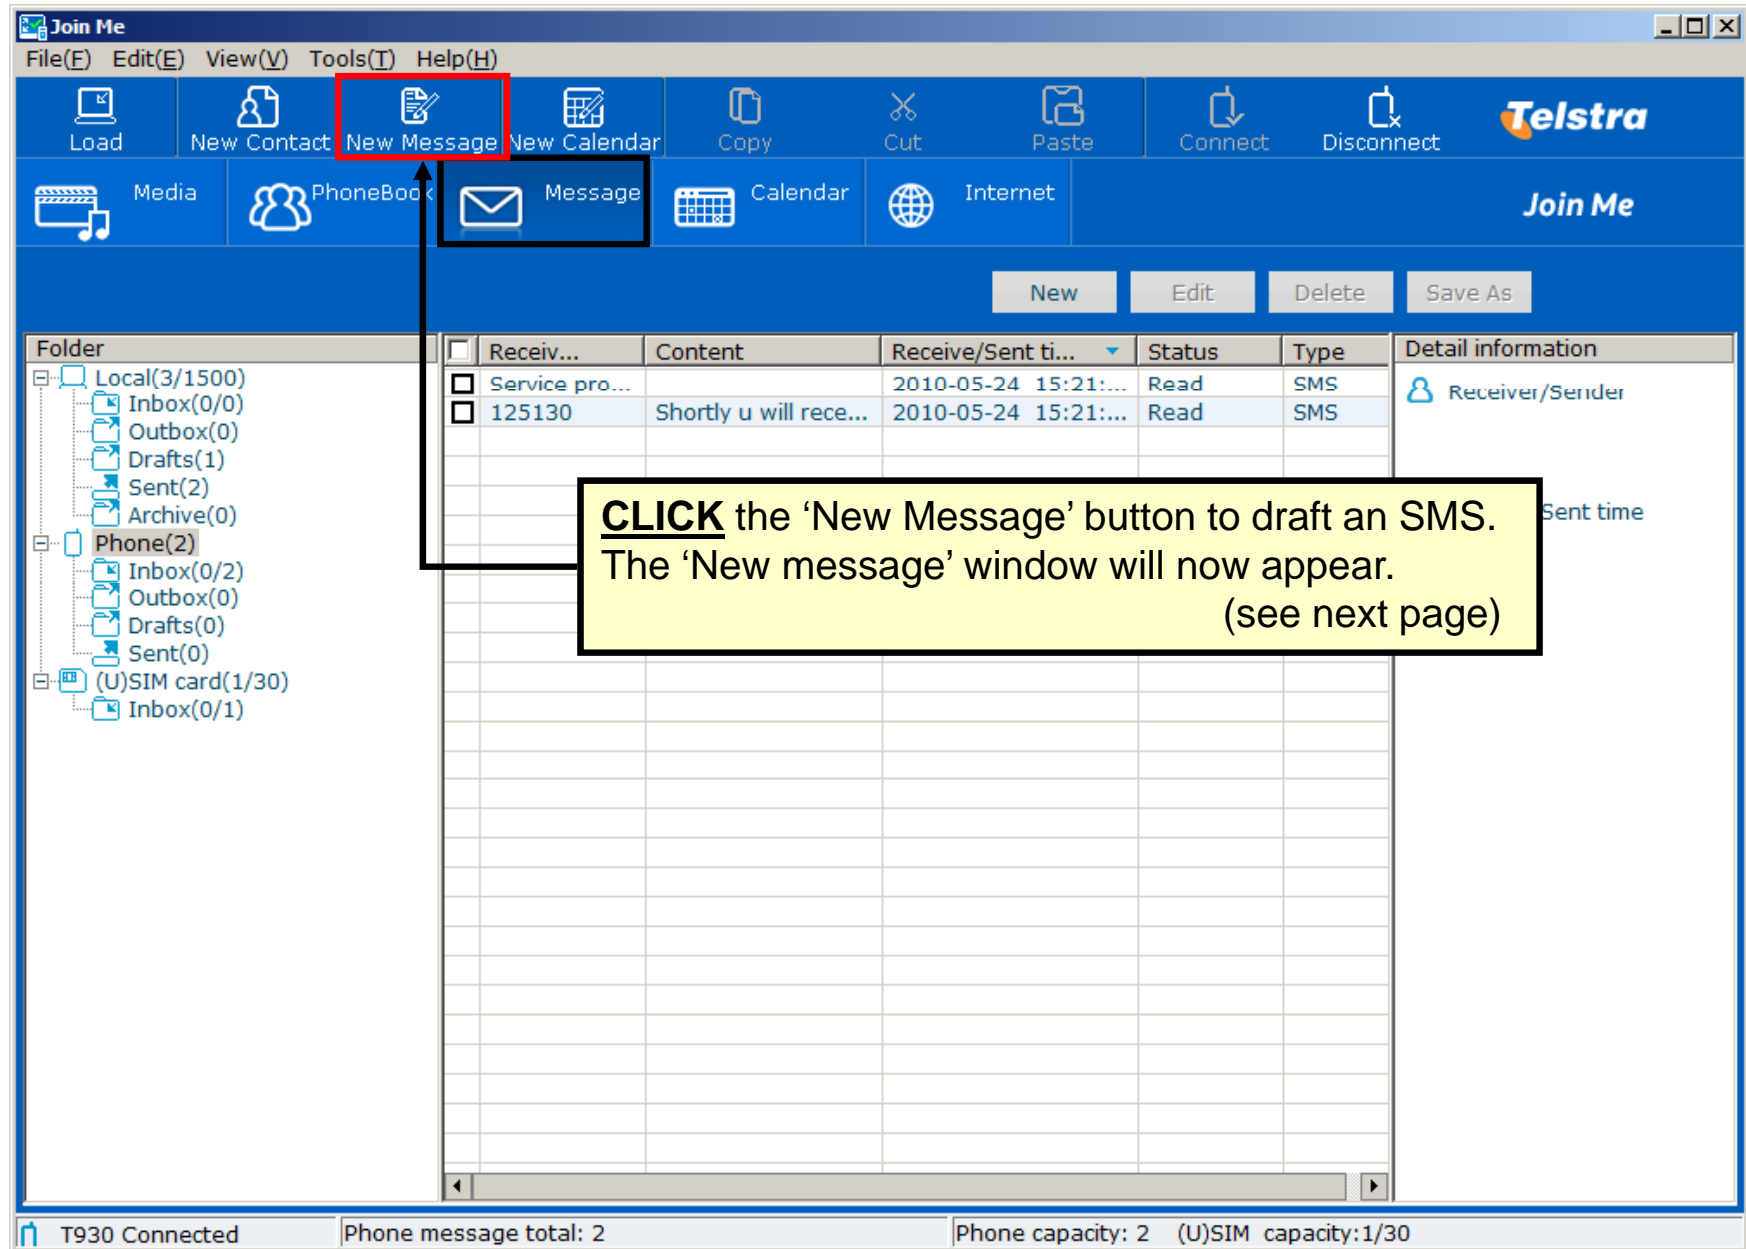 Join Me
File(F) Edit(E) View(V) Tools(T) Help(H)
Load New Contact New Message New Calendar Copy Cut Paste Connect Disconnect Telstra
Media PhoneBook Message Calendar Internet Join Me
New Edit Delete Save As
Folder
Local(3/1500)
Inbox(0/0)
Outbox(0)
Drafts(1)
Sent(2)
Archive(0)
Phone(2)
Inbox(0/2)
Outbox(0)
Drafts(0)
Sent(0)
(U)SIM card(1/30)
Inbox(0/1)
Receiv... Content Receive/Sent ti... Status Type
Service pro... 2010-05-24 15:21:... Read SMS
125130 Shortly u will rece... 2010-05-24 15:21:... Read SMS
Detail information
Receiver/Sender
Sent time
CLICK the ‘New Message’ button to draft an SMS.
The ‘New message’ window will now appear.
(see next page)
T930 Connected Phone message total: 2 Phone capacity: 2 (U)SIM capacity:1/30